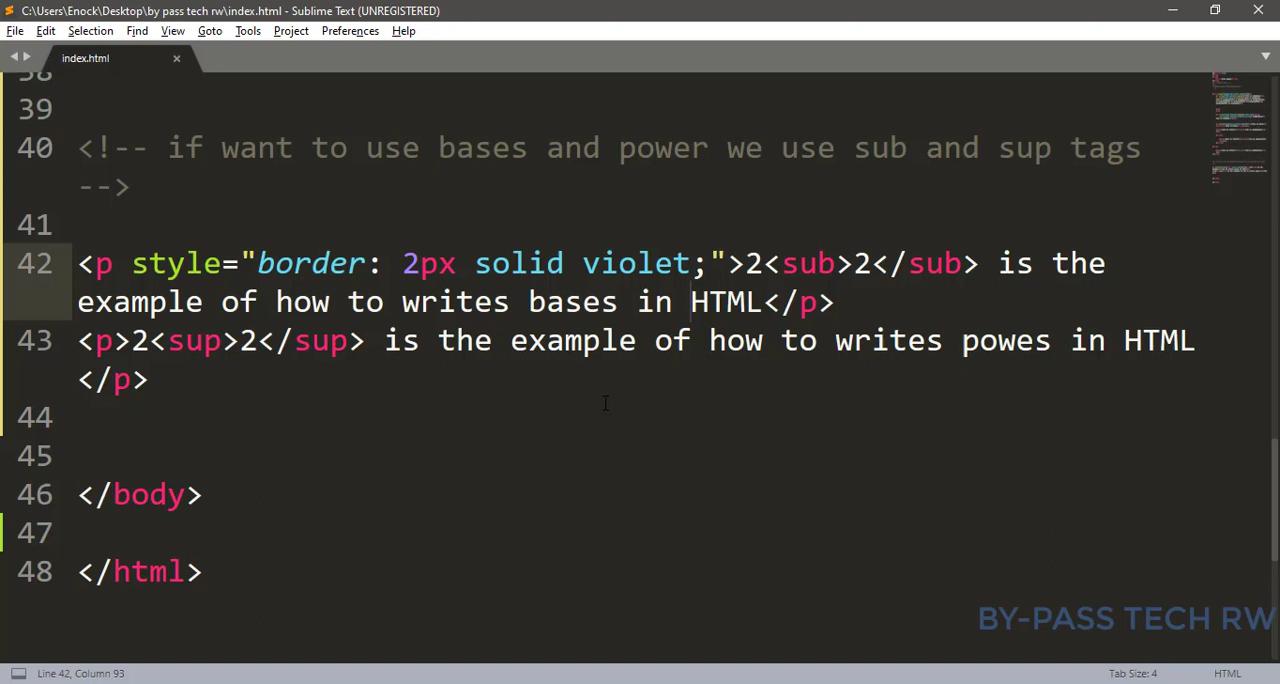 C:\Users\Enock\Desktop\by pass tech rw\index.html - Sublime Text (UNREGISTERED)
File Edit Selection Find View Goto Tools Project Preferences Help
index.html
38
39
40 <!-- if want to use bases and power we use sub and sup tags
-->
41
42 <p style="border: 2px solid violet;">2<sub>2</sub> is the
example of how to writes bases in HTML</p>
43 <p>2<sup>2</sup> is the example of how to writes powes in HTML
</p>
44
45
46 </body>
47
48 </html>
BY-PASS TECH RW
Line 42, Column 93 Tab Size: 4 HTML